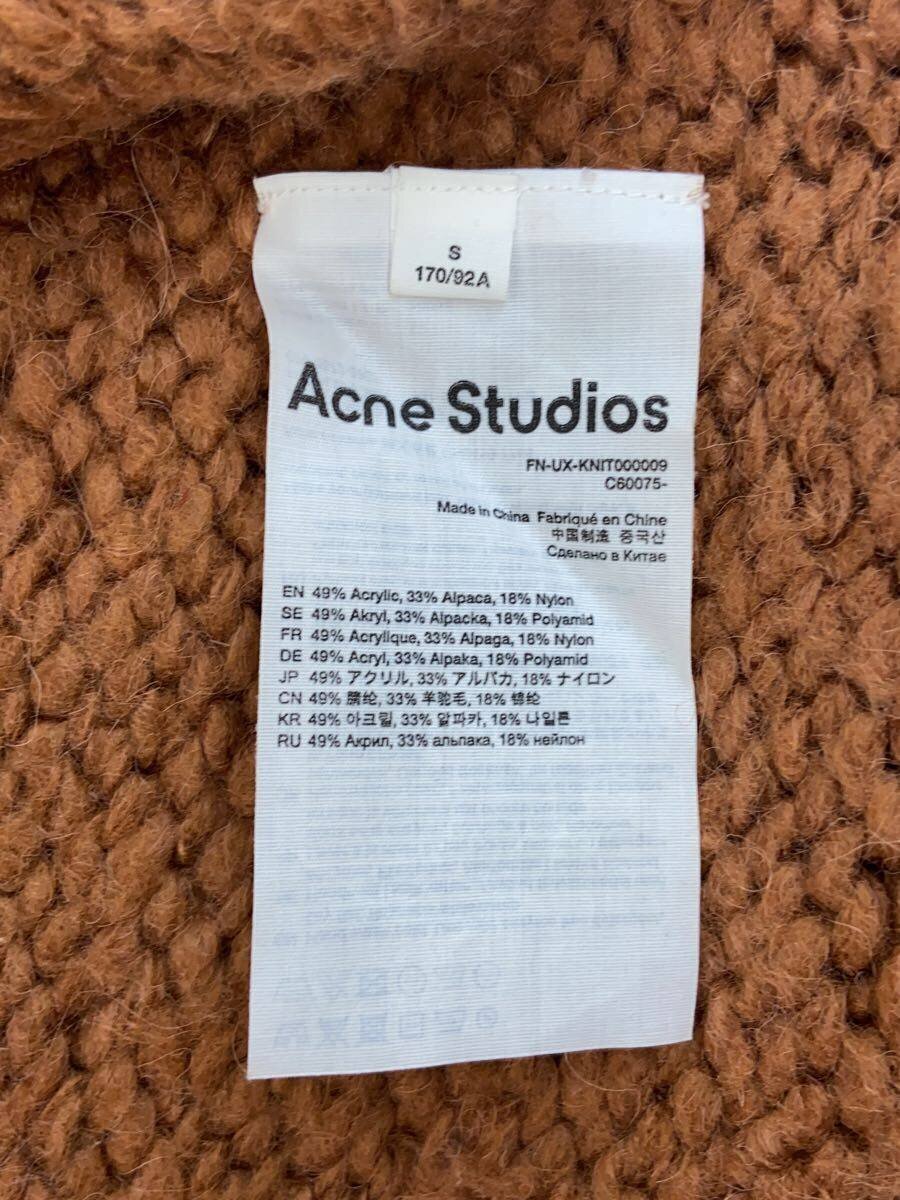 S
170/92A
Acne Studios
FN-UX-KNIT000009
C60075-
Made in China Fabriqué en Chine
中国制造 중국산
Сделано в Китае
EN 49% Acrylic, 33% Alpaca, 18% Nylon
SE 49% Akryl, 33% Alpacka, 18% Polyamid
FR 49% Acrylique, 33% Alpaga, 18% Nylon
DE 49% Acryl, 33% Alpaka, 18% Polyamid
JP 49% アクリル, 33% アルパカ, 18% ナイロン
CN 49% 腈纶, 33% 羊驼毛, 18% 锦纶
KR 49% 아크릴, 33% 알파카, 18% 나일론
RU 49% Акрил, 33% альпака, 18% нейлон